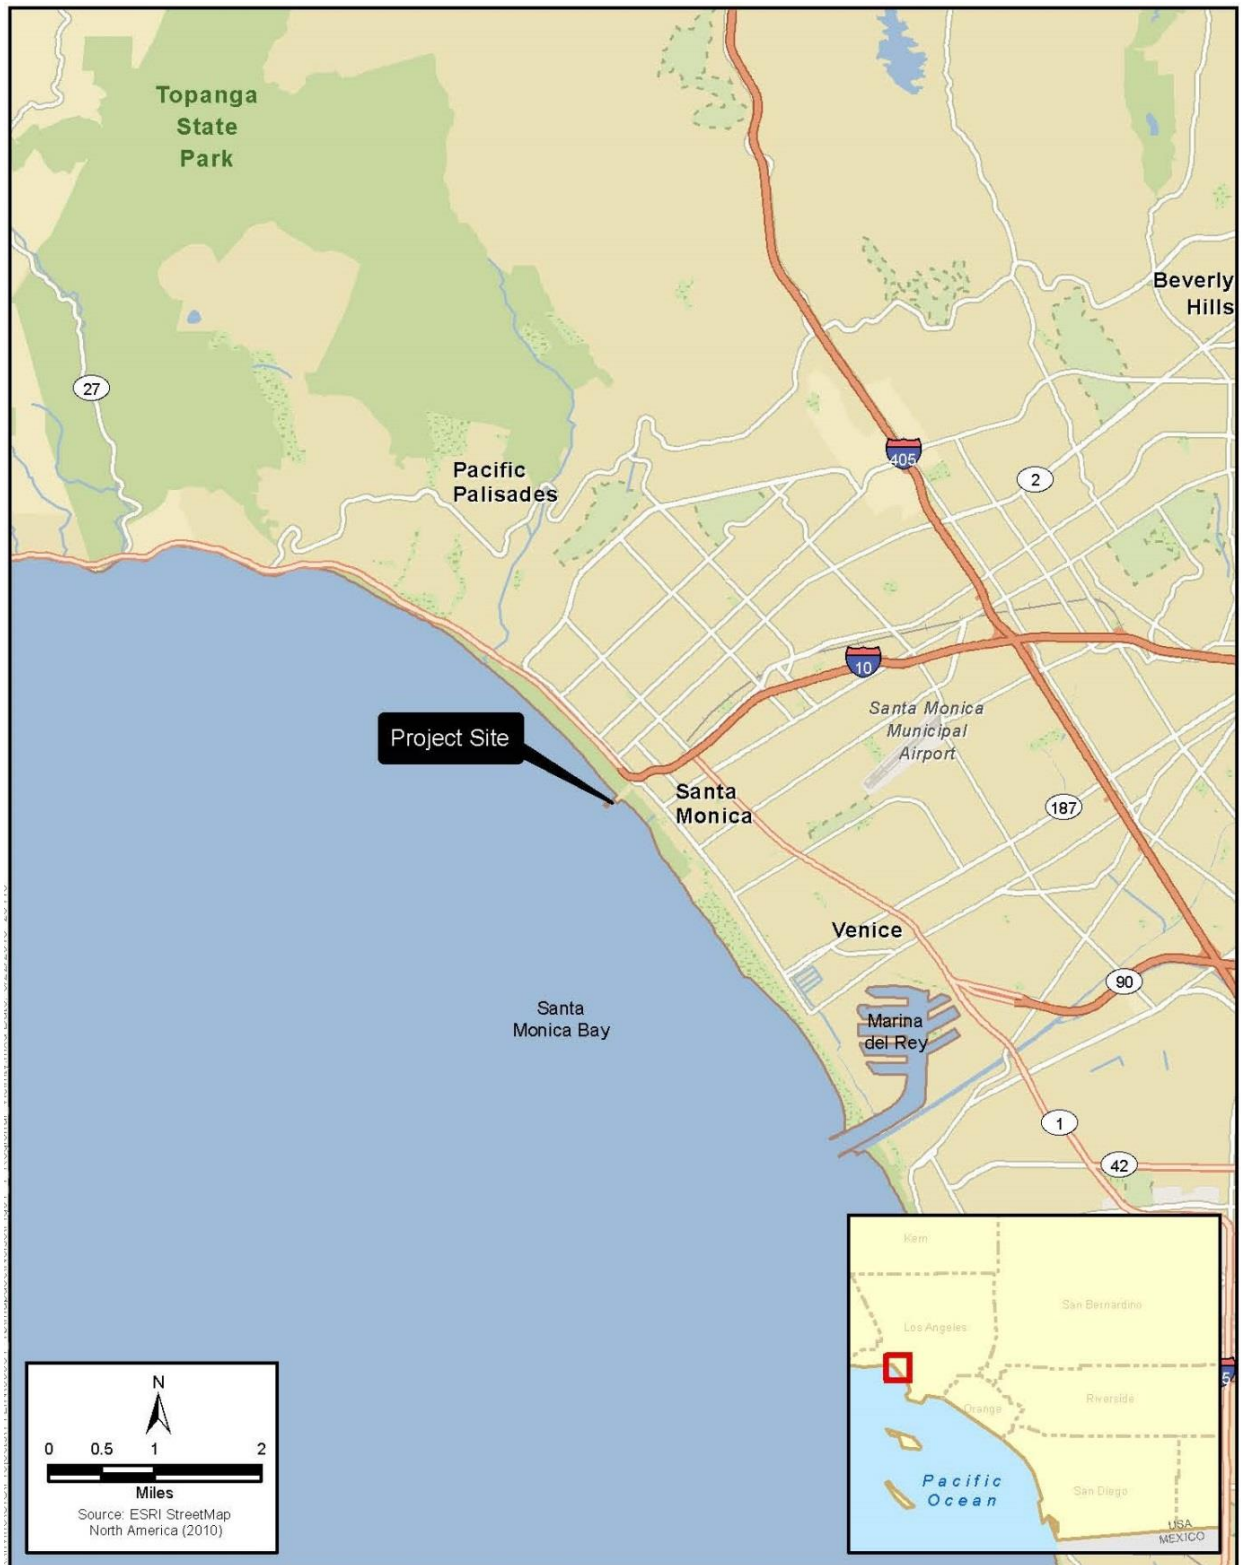 Topanga
State
Park
Beverly
Hills
27
405
Pacific
Palisades
2
10
Santa Monica
Municipal
Airport
Project Site
Santa
Monica
187
Venice
90
Santa
Monica Bay
Marina
del Rey
1
42
N
0 0.5 1 2
Miles
Source: ESRI StreetMap
North America (2010)
Kern
San Bernardino
Los Angeles
Orange
Riverside
Pacific
Ocean
San Diego
USA
MEXICO